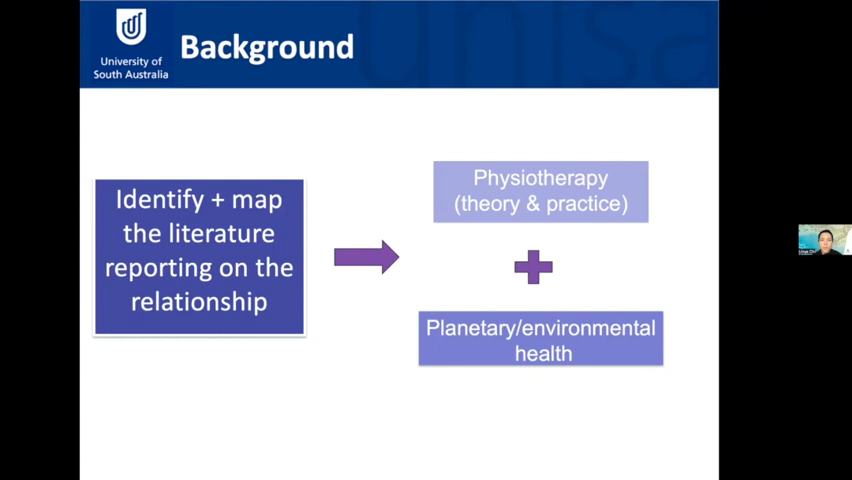 University of
South Australia
Background
Identify + map
the literature
reporting on the
relationship
Physiotherapy
(theory & practice)
Planetary/environmental
health